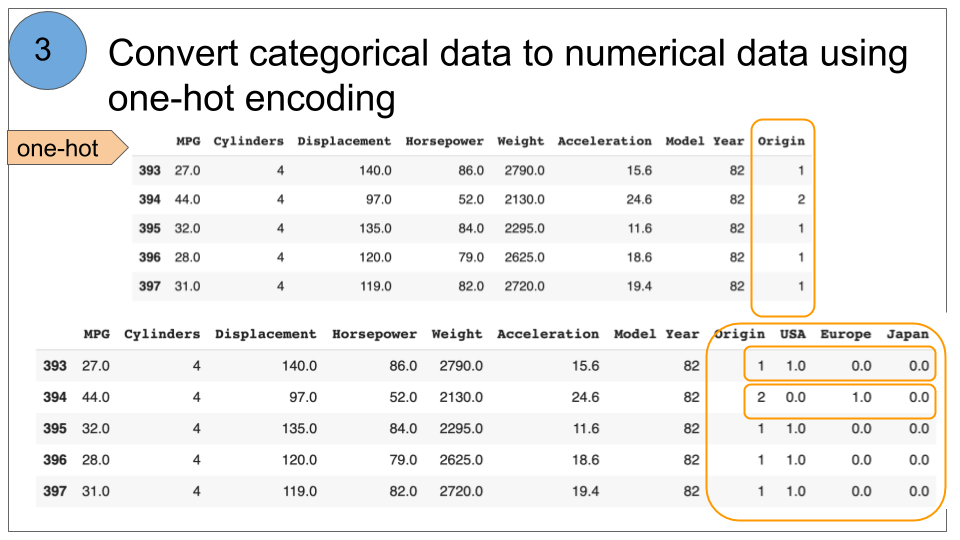 3
Convert categorical data to numerical data using
one-hot encoding
one-hot
MPG Cylinders Displacement Horsepower Weight Acceleration Model Year Origin
393 27.0 4 140.0 86.0 2790.0 15.6 82 1
394 44.0 4 97.0 52.0 2130.0 24.6 82 2
395 32.0 4 135.0 84.0 2295.0 11.6 82 1
396 28.0 4 120.0 79.0 2625.0 18.6 82 1
397 31.0 4 119.0 82.0 2720.0 19.4 82 1
MPG Cylinders Displacement Horsepower Weight Acceleration Model Year Origin USA Europe Japan
393 27.0 4 140.0 86.0 2790.0 15.6 82 1 1.0 0.0 0.0
394 44.0 4 97.0 52.0 2130.0 24.6 82 2 0.0 1.0 0.0
395 32.0 4 135.0 84.0 2295.0 11.6 82 1 1.0 0.0 0.0
396 28.0 4 120.0 79.0 2625.0 18.6 82 1 1.0 0.0 0.0
397 31.0 4 119.0 82.0 2720.0 19.4 82 1 1.0 0.0 0.0